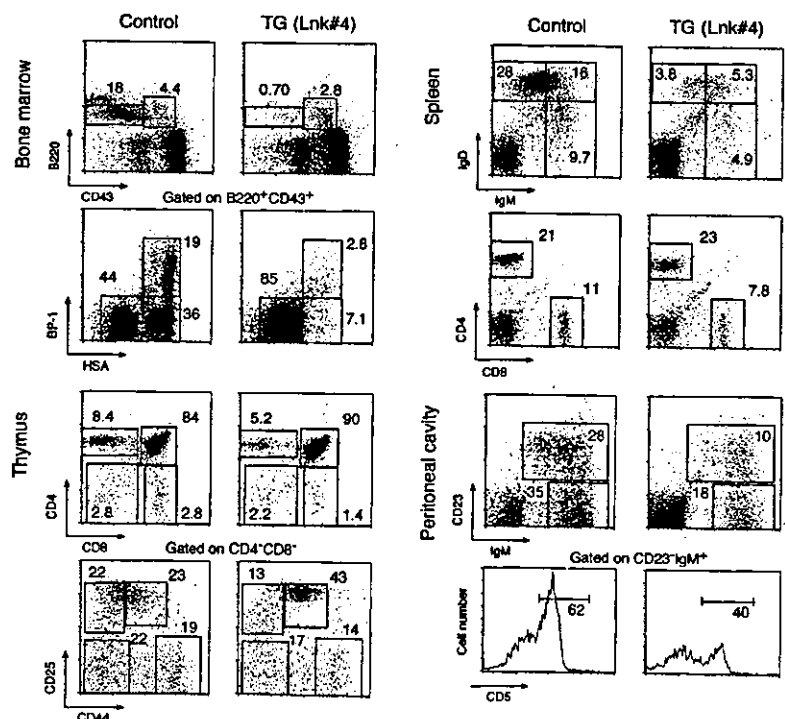 Control TG (Lnk#4)
Bone marrow
18 4.4
0.70 2.8
B220
CD43
Gated on B220⁺CD43⁺
44 19 36
85 2.8 7.1
BP-1
HSA
Thymus
8.4 84 2.8 2.8
5.2 90 2.2 1.4
CD4
CD8
Gated on CD4⁻CD8⁻
22 23 22 19
13 43 17 14
CD25
CD44
Control TG (Lnk#4)
Spleen
28 16 9.7
3.8 5.3 4.9
IgD
IgM
21 11
23 7.8
CD4
CD8
Peritoneal cavity
28 35
10 18
CD23
IgM
Gated on CD23⁻IgM⁺
62
40
Cell number
CD5